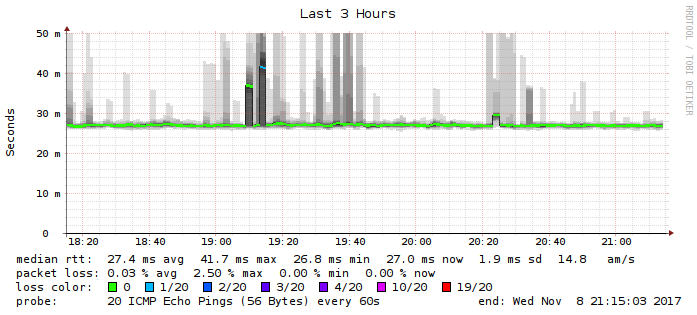 Last 3 Hours
RRDTOOL / TOBI OETIKER
Seconds
50 m
40 m
30 m
20 m
10 m
0
18:20 18:40 19:00 19:20 19:40 20:00 20:20 20:40 21:00
median rtt: 27.4 ms avg 41.7 ms max 26.8 ms min 27.0 ms now 1.9 ms sd 14.8 am/s
packet loss: 0.03 % avg 2.50 % max 0.00 % min 0.00 % now
loss color: 0 1/20 2/20 3/20 4/20 10/20 19/20
probe: 20 ICMP Echo Pings (56 Bytes) every 60s end: Wed Nov 8 21:15:03 2017